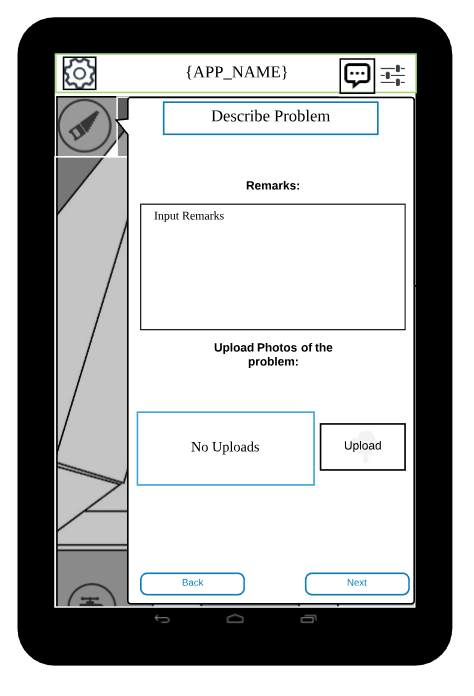 {APP_NAME}
Describe Problem
Remarks:
Input Remarks
Upload Photos of the
problem:
No Uploads
Upload
Back
Next